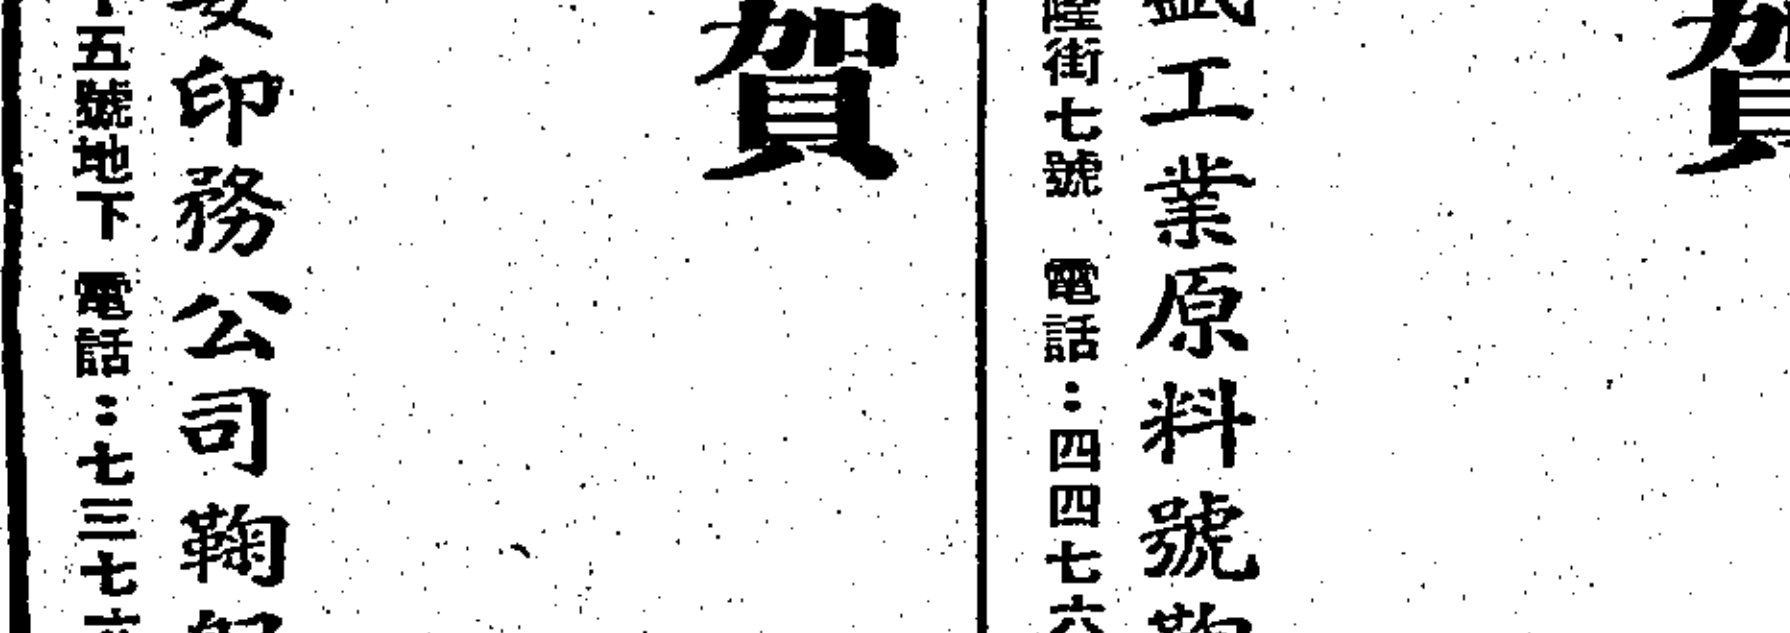 賀
工業原料號
街七號 電話：四四七六
賀
印務公司鞠
五號地下 電話：七三七